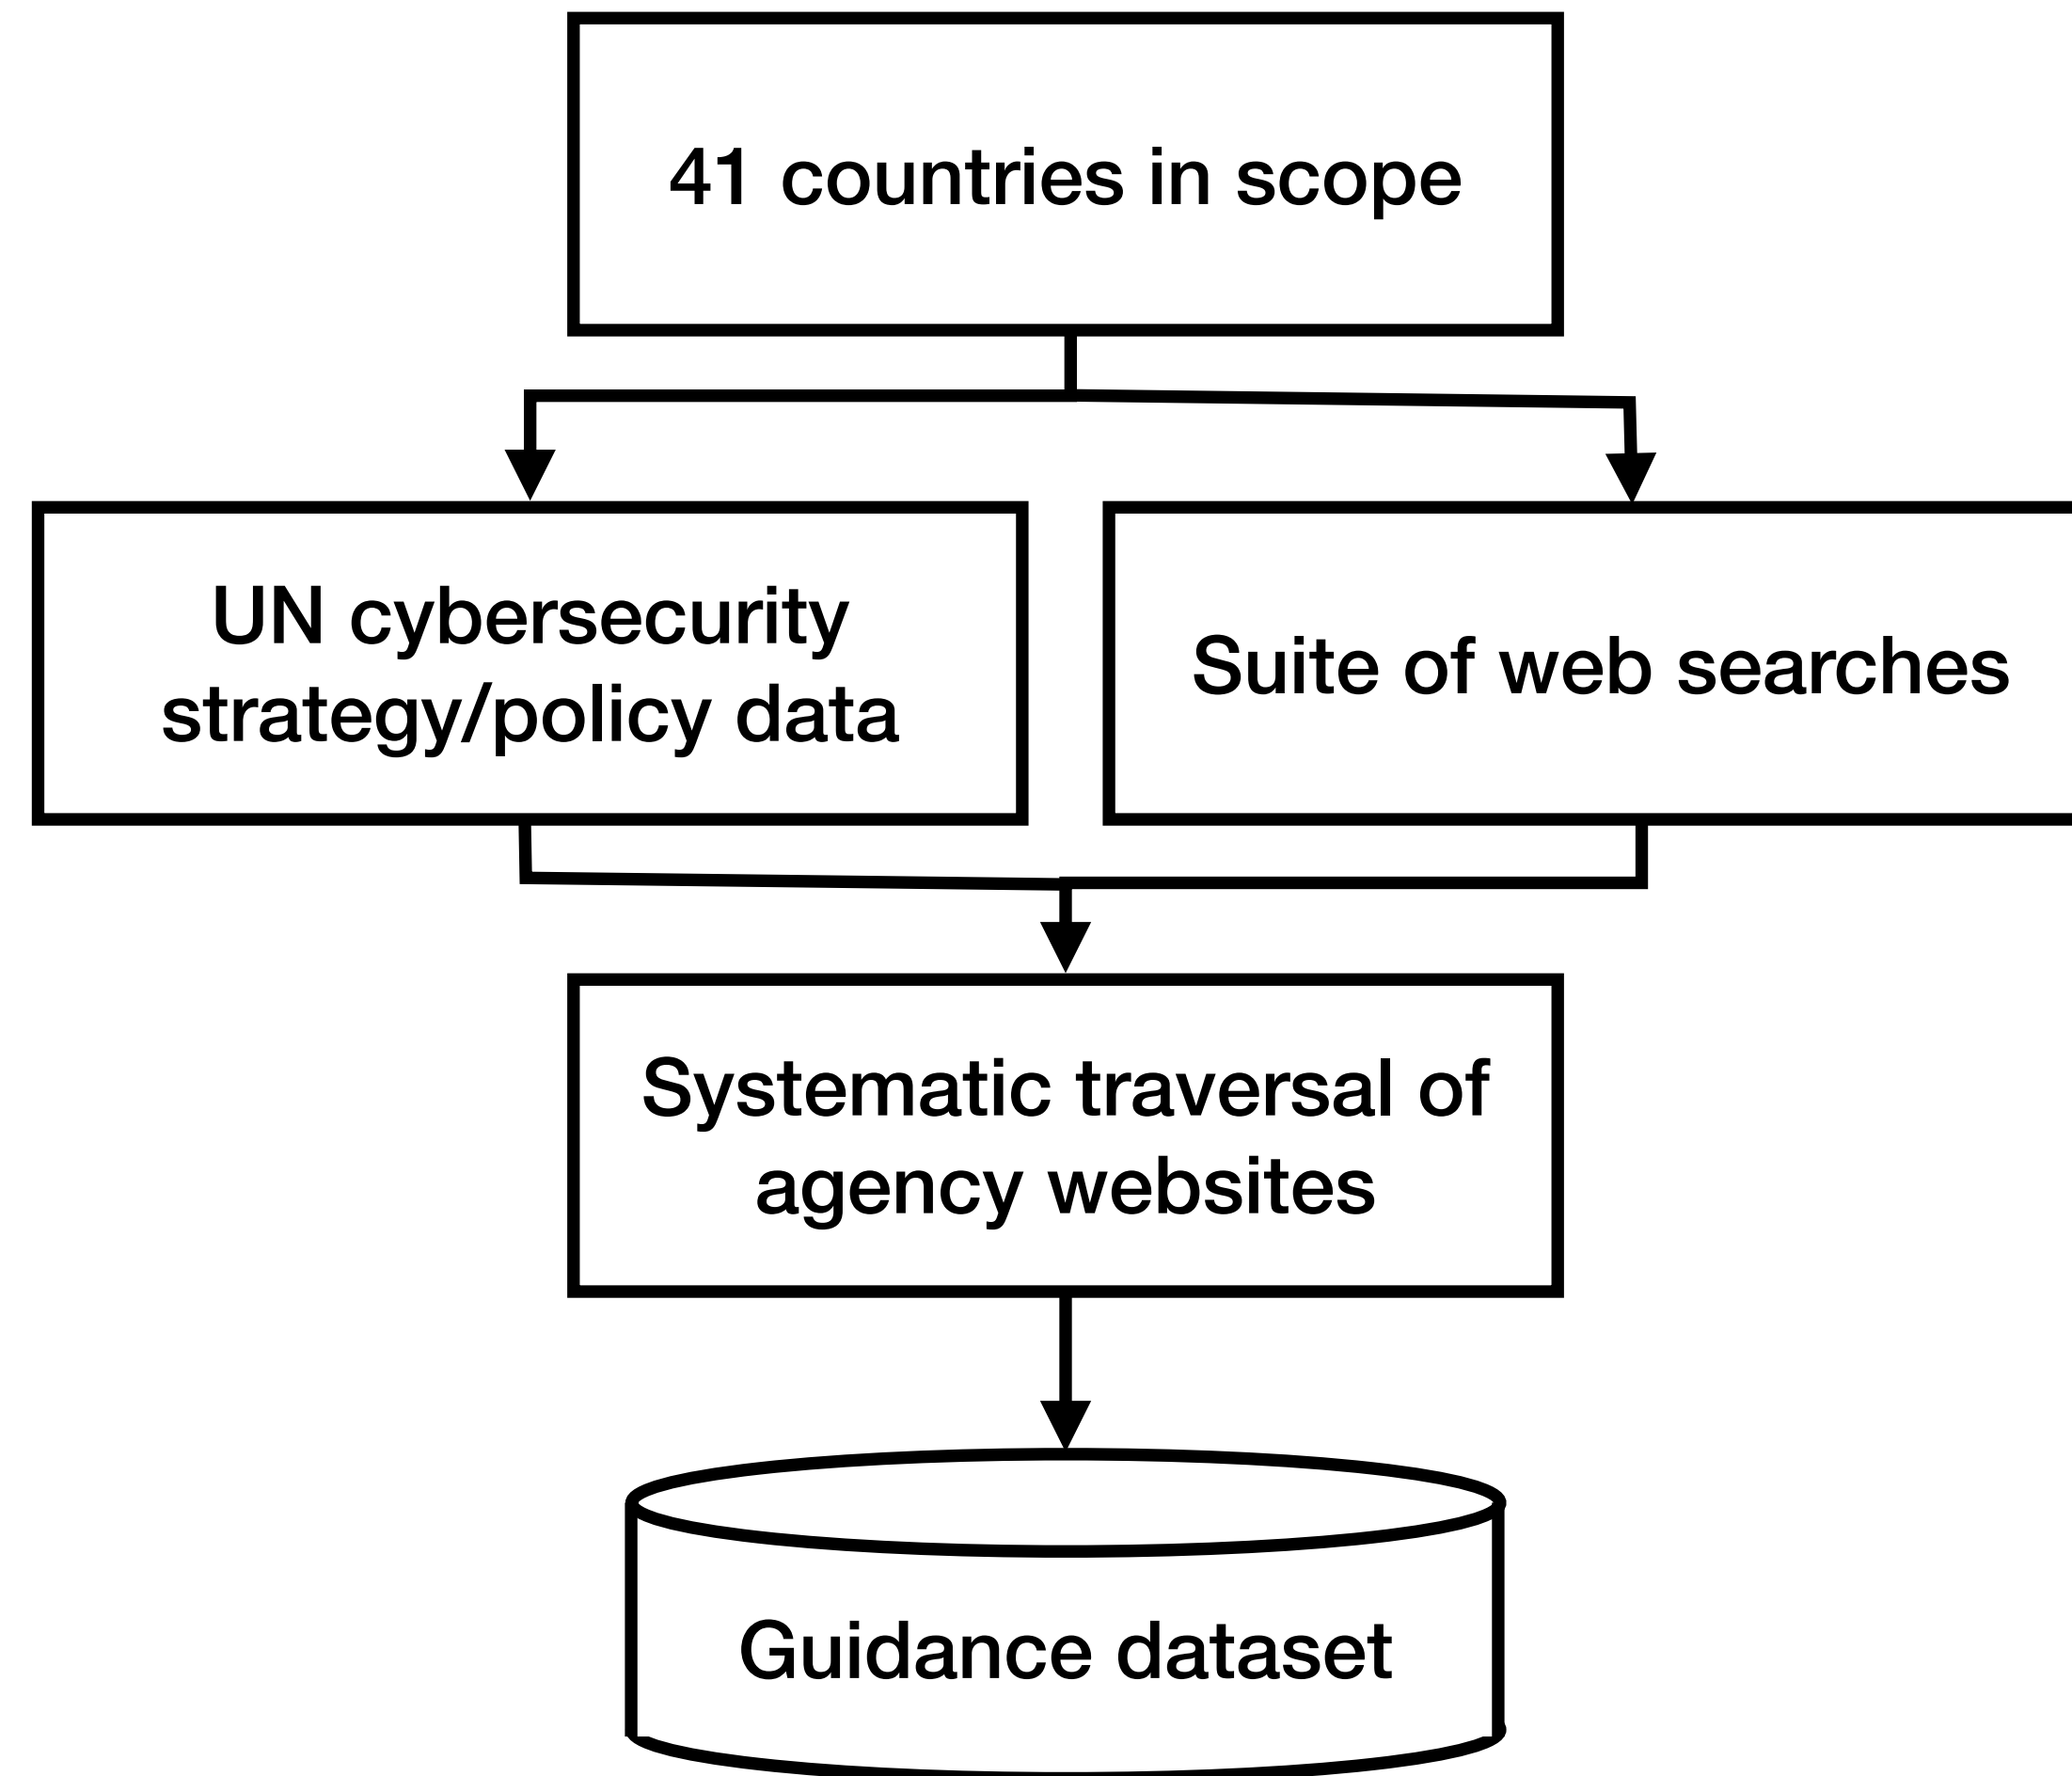 41 countries in scope
UN cybersecurity
strategy/policy data
Suite of web searches
Systematic traversal of
agency websites
Guidance dataset